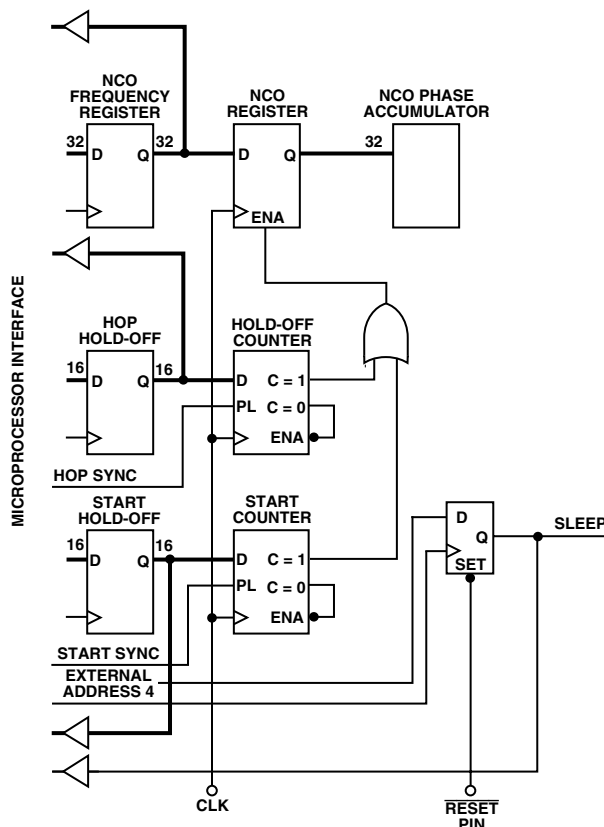 NCO
FREQUENCY
REGISTER
NCO
REGISTER
NCO PHASE
ACCUMULATOR
32
D
Q
32
D
Q
32
ENA
MICROPROCESSOR INTERFACE
HOP
HOLD-OFF
HOLD-OFF
COUNTER
16
D
Q
16
D
C = 1
PL
C = 0
ENA
HOP SYNC
START
HOLD-OFF
START
COUNTER
16
D
Q
16
D
C = 1
PL
C = 0
ENA
D
Q
SET
SLEEP
START SYNC
EXTERNAL
ADDRESS 4
CLK
RESET
PIN